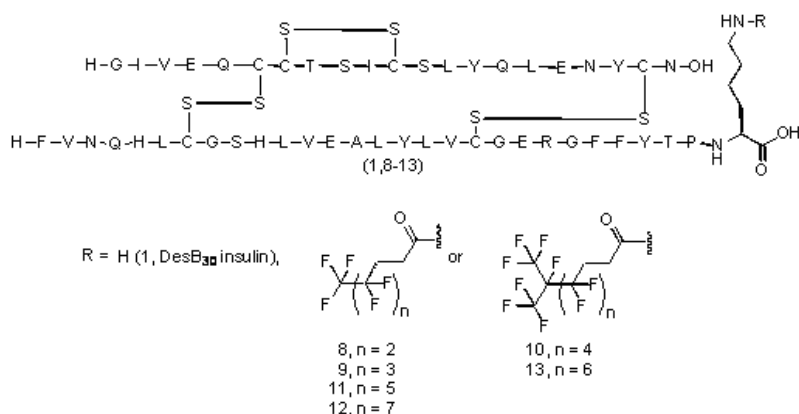 S S HN-R
H-G-I-V-E-Q-C-C-T-S-I-C-S-L-Y-Q-L-E-N-Y-C-N-OH
S S S S
H-F-V-N-Q-H-L-C-G-S-H-L-V-E-A-L-Y-L-V-C-G-E-R-G-F-F-Y-T-P-N OH
H O
(1,8-13)
O O
R = H (1, DesB30 insulin), or
F F F F F F F
F F F F F F F
n n
8, n = 2 10, n = 4
9, n = 3 13, n = 6
11, n = 5
12, n = 7